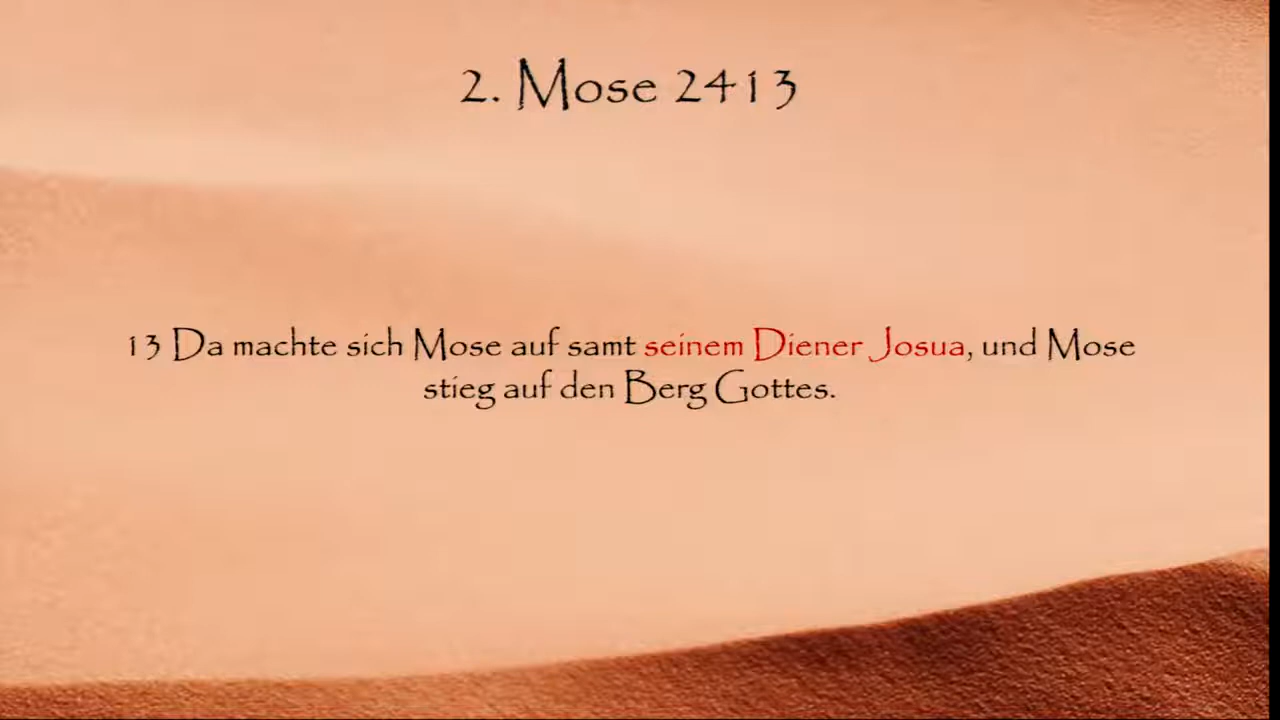 2. Mose 2413
13 Da machte sich Mose auf samt seinem Diener Josua, und Mose
stieg auf den Berg Gottes.